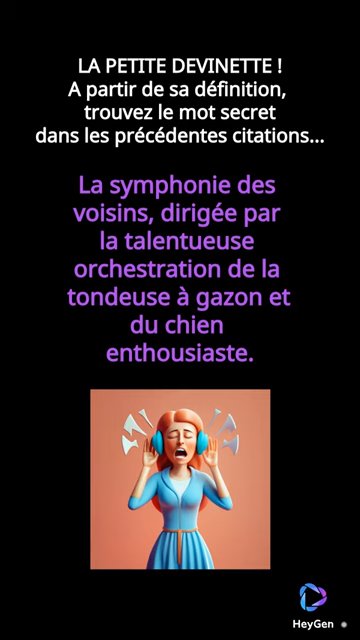 LA PETITE DEVINETTE !
A partir de sa définition,
trouvez le mot secret
dans les précédentes citations...
La symphonie des
voisins, dirigée par
la talentueuse
orchestration de la
tondeuse à gazon et
du chien
enthousiaste.
HeyGen